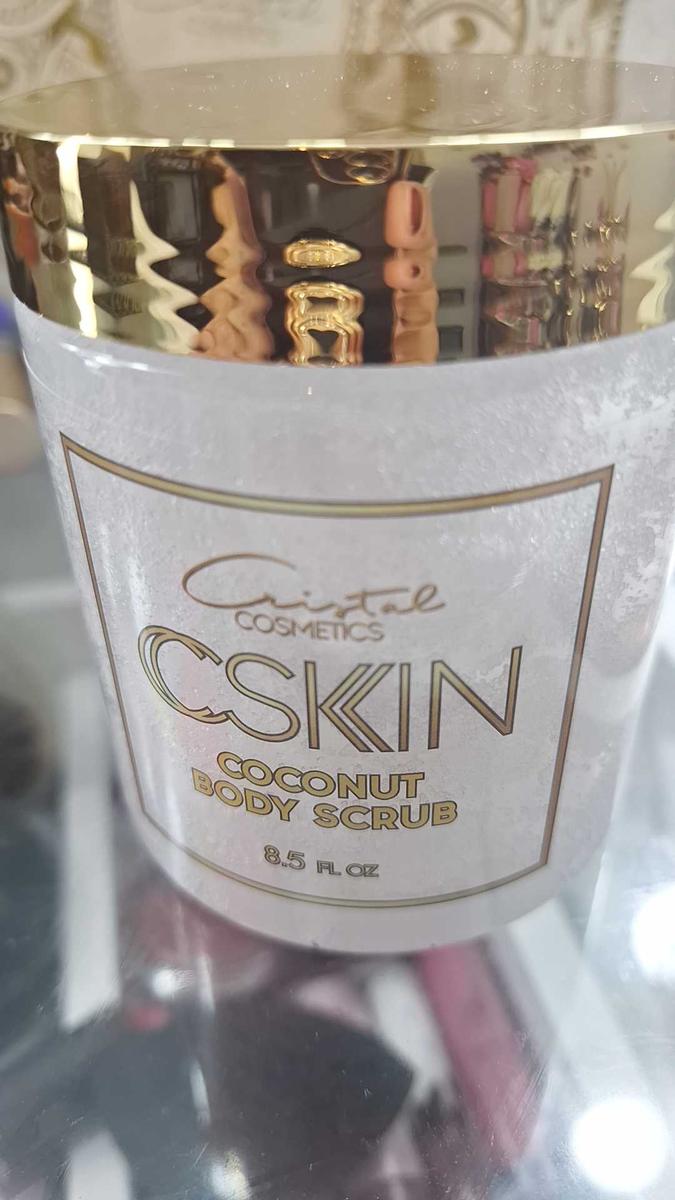 Cristal
COSMETICS
CSKIN
COCONUT
BODY SCRUB
8.5 FL OZ